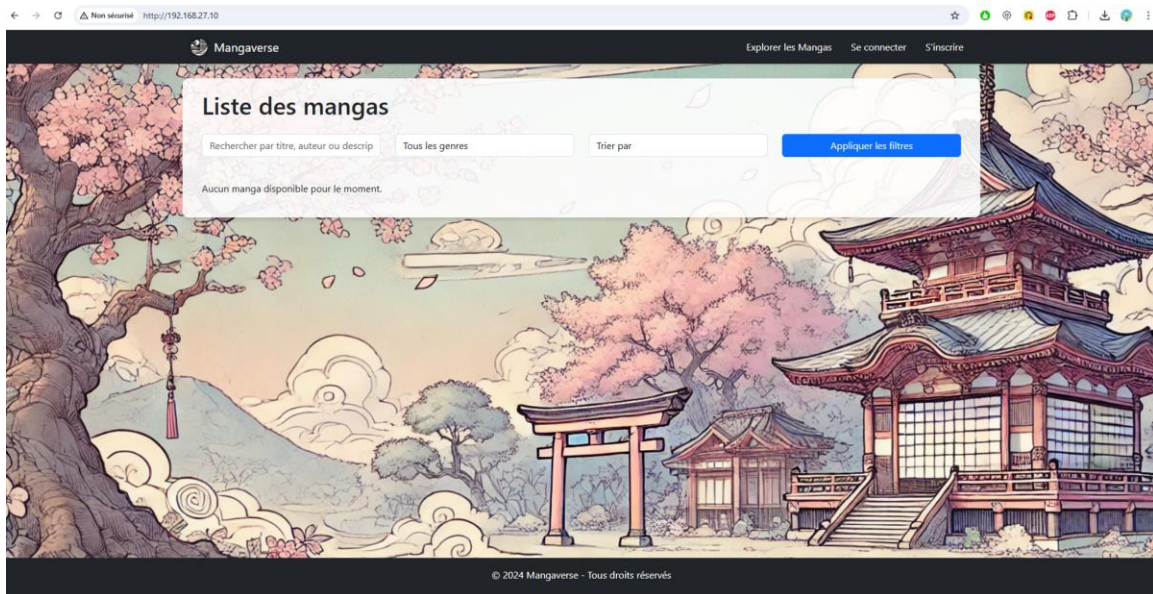 Non sécurisé http://192.168.27.10
Mangaverse
Explorer les Mangas Se connecter S'inscrire
Liste des mangas
Rechercher par titre, auteur ou descrip
Tous les genres
Trier par
Appliquer les filtres
Aucun manga disponible pour le moment.
© 2024 Mangaverse - Tous droits réservés